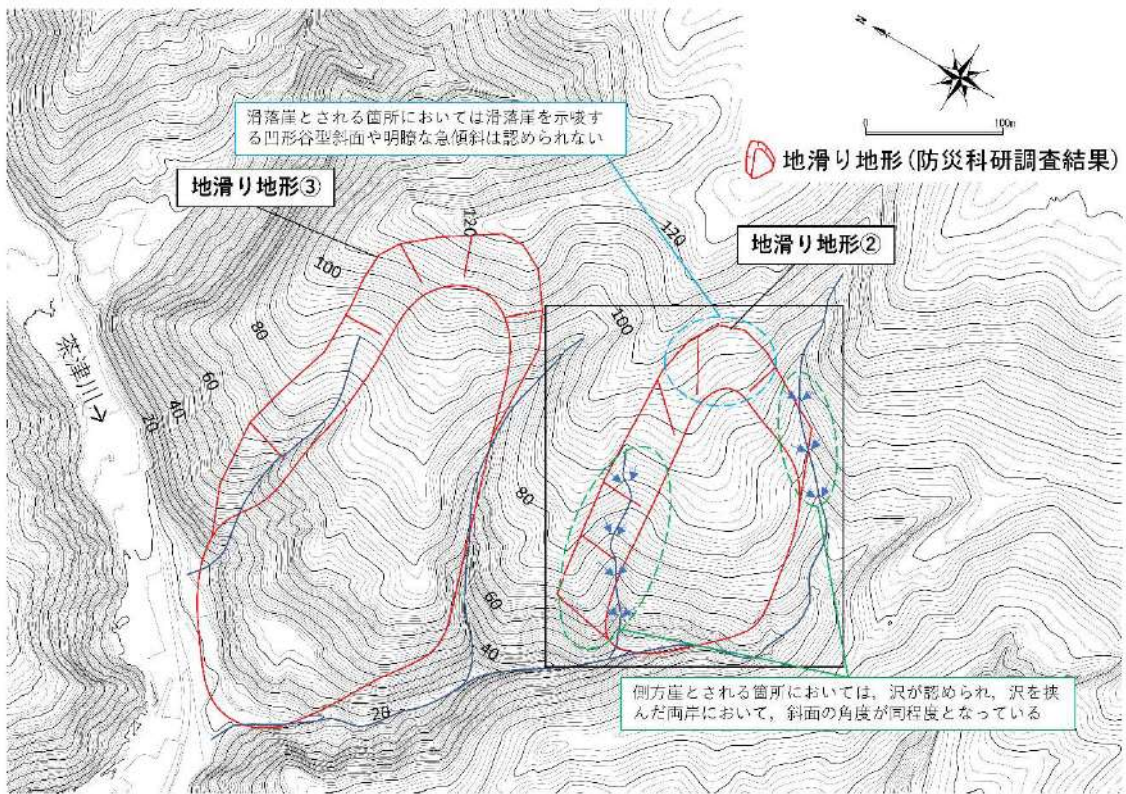 N
0 100m
地滑り地形(防災科研調査結果)
滑落崖とされる箇所においては滑落崖を示唆
する凹形谷型斜面や明瞭な急傾斜は認められない
地滑り地形③
地滑り地形②
120
120
100
100
80
80
60
60
40
40
20
20
茶津川→
側方崖とされる箇所においては，沢が認められ，沢を挟
んだ両岸において，斜面の角度が同程度となっている